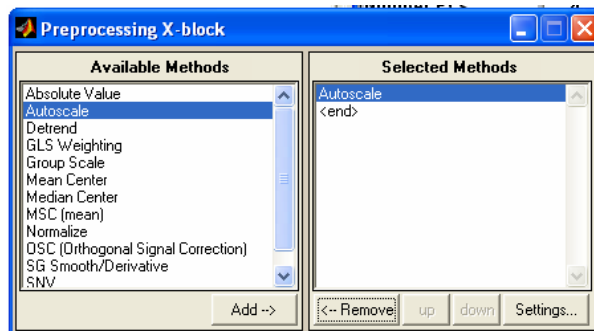 Preprocessing X-block
Available Methods
Absolute Value
Autoscale
Detrend
GLS Weighting
Group Scale
Mean Center
Median Center
MSC (mean)
Normalize
OSC (Orthogonal Signal Correction)
SG Smooth/Derivative
SNV
Add -->
Selected Methods
Autoscale
<end>
<-- Remove up down Settings...